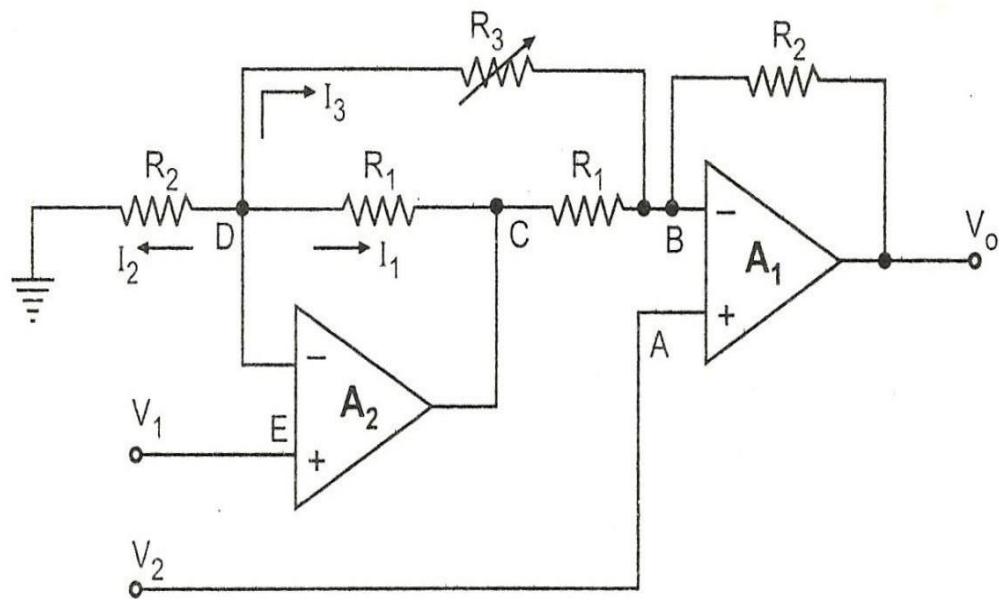 R₃
R₂
I₃
R₂
R₁
R₁
D
C
B
I₂
I₁
−
A₁
Vₒ
+
A
−
A₂
V₁
E
+
V₂